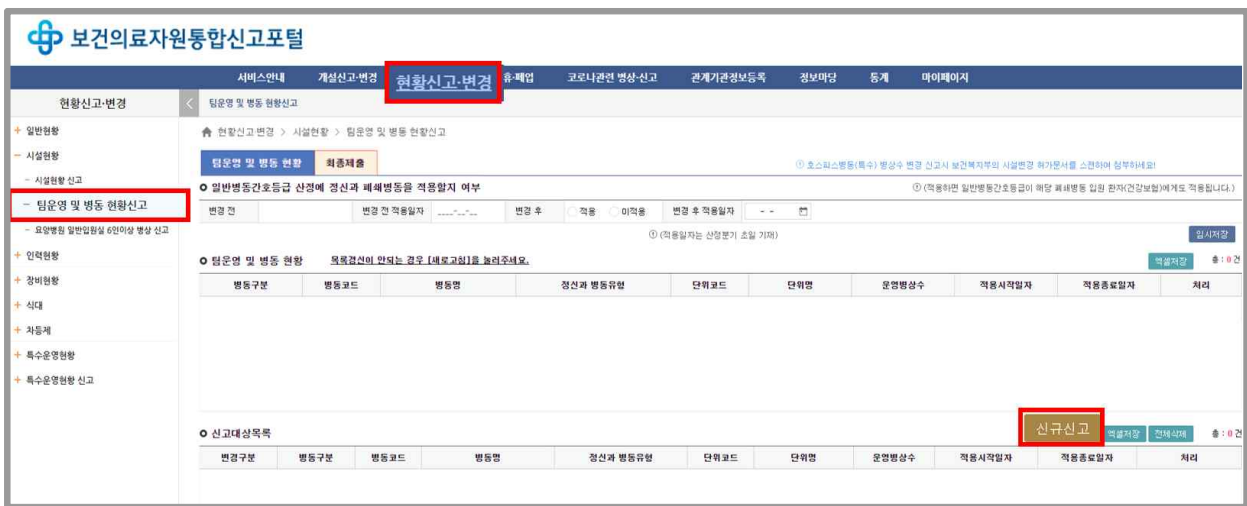 보건의료자원통합신고포털
서비스안내 개설신고·변경 현황신고·변경 휴·폐업 코로나관련 병상·신고 관계기관정보등록 정보마당 통계 마이페이지
현황신고·변경 < 팀운영 및 병동 현황신고
+ 일반현황
현황신고·변경 > 시설현황 > 팀운영 및 병동 현황신고
− 시설현황
− 시설현황 신고
− 팀운영 및 병동 현황신고
− 요양병원 일반입원실 6인이상 병상 신고
+ 인력현황
+ 장비현황
+ 식대
+ 차등제
+ 특수운영현황
+ 특수운영현황 신고
팀운영 및 병동 현황 최종제출 ① 호스피스병동(특수) 병상수 변경 신고시 보건복지부의 시설변경 허가문서를 스캔하여 첨부하세요!
일반병동간호등급 산정에 정신과 폐쇄병동을 적용할지 여부 ① (적용하면 일반병동간호등급이 해당 폐쇄병동 입원 환자(건강보험)에게도 적용됩니다.)
변경 전 변경 전 적용일자 ____-__-__ 변경 후 적용 미적용 변경 후 적용일자 - -
① (적용일자는 산정분기 초일 기재) 임시저장
팀운영 및 병동 현황 목록갱신이 안되는 경우 [새로고침]을 눌러주세요. 엑셀저장 총 : 0 건
병동구분 병동코드 병동명 정신과 병동유형 단위코드 단위명 운영병상수 적용시작일자 적용종료일자 처리
신고대상목록 신규신고 엑셀저장 전체삭제 총 : 0 건
변경구분 병동구분 병동코드 병동명 정신과 병동유형 단위코드 단위명 운영병상수 적용시작일자 적용종료일자 처리